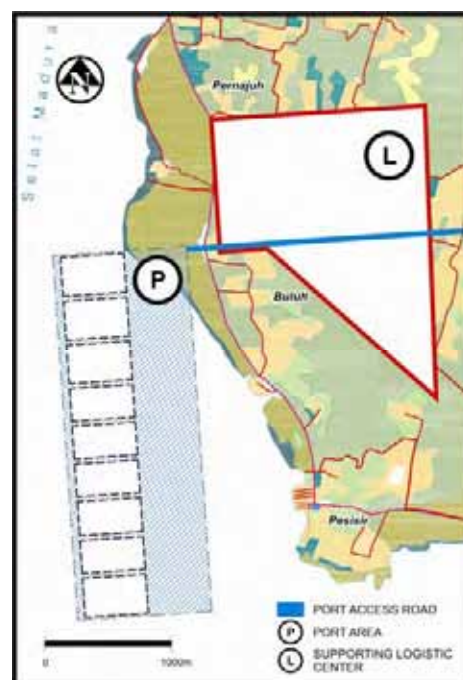 Selat Madura
N
Pernajuh
L
P
Buluh
Pesisir
PORT ACCESS ROAD
P PORT AREA
L SUPPORTING LOGISTIC
CENTER
0 1000m